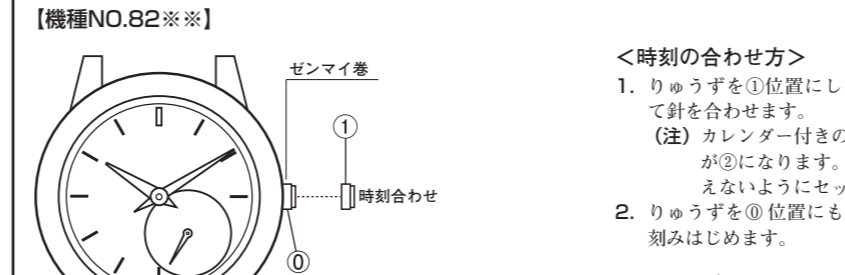 【機種NO.82※※】
ゼンマイ巻
①
時刻合わせ
⓪
＜時刻の合わせ方＞
1. りゅうずを①位置にし
て針を合わせます。
（注）カレンダー付きの
が②になります。
えないようにセッ
2. りゅうずを⓪位置にも
刻みはじめます。